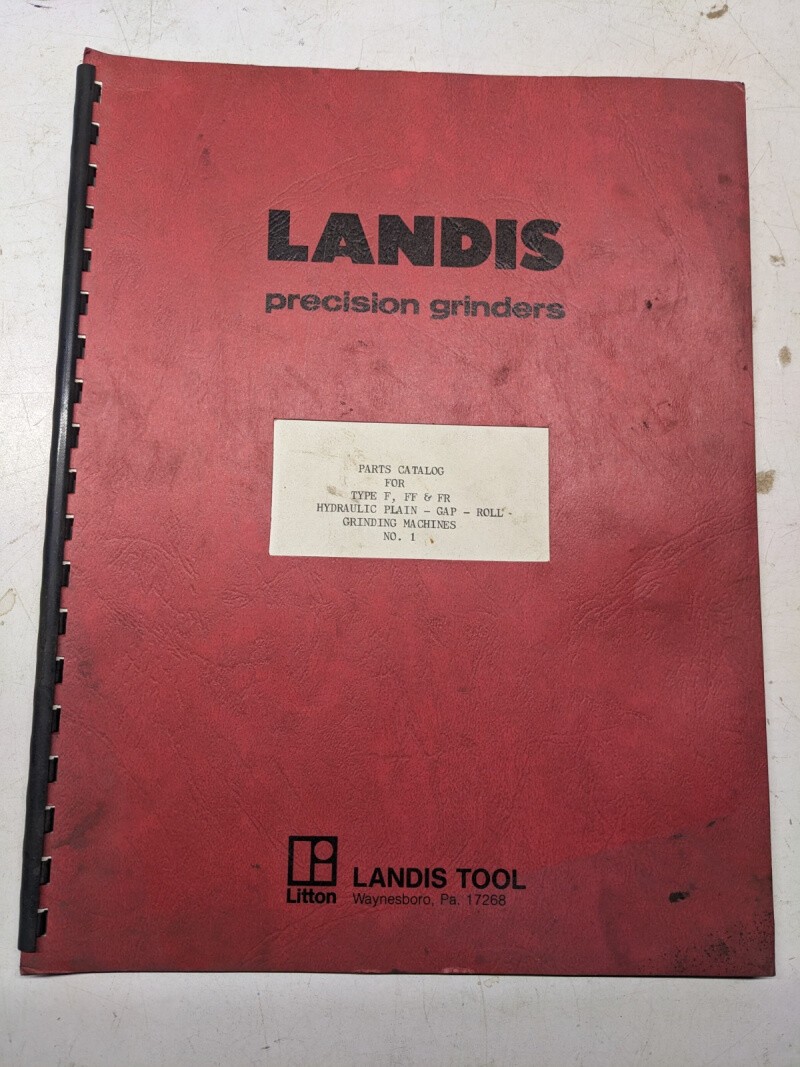 LANDIS
precision grinders
PARTS CATALOG
FOR
TYPE F, FF & FR
HYDRAULIC PLAIN - GAP - ROLL -
GRINDING MACHINES
NO. 1
Litton
LANDIS TOOL
Waynesboro, Pa. 17268